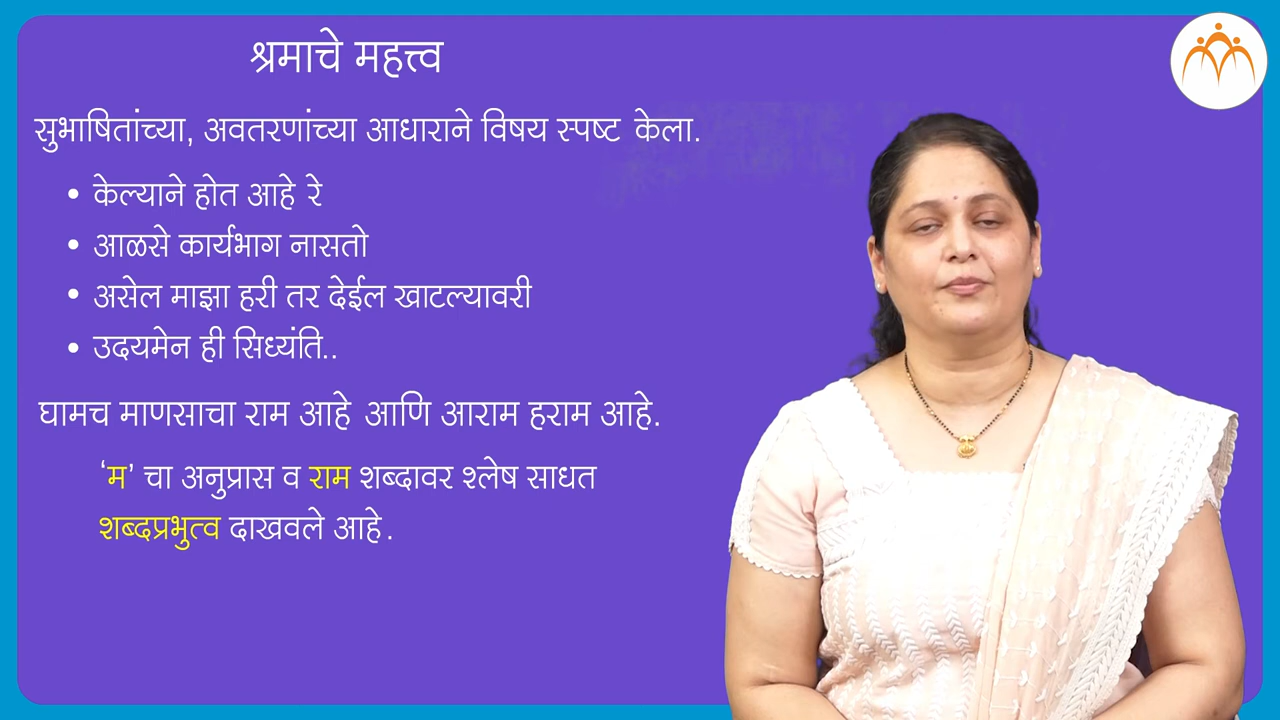 श्रमाचे महत्त्व
सुभाषितांच्या, अवतरणांच्या आधाराने विषय स्पष्ट केला.
• केल्याने होत आहे रे
• आळसे कार्यभाग नासतो
• असेल माझा हरी तर देईल खाटल्यावरी
• उदयमेन ही सिध्यंति..
घामच माणसाचा राम आहे आणि आराम हराम आहे.
‘म’ चा अनुप्रास व राम शब्दावर श्लेष साधत
शब्दप्रभुत्व दाखवले आहे.